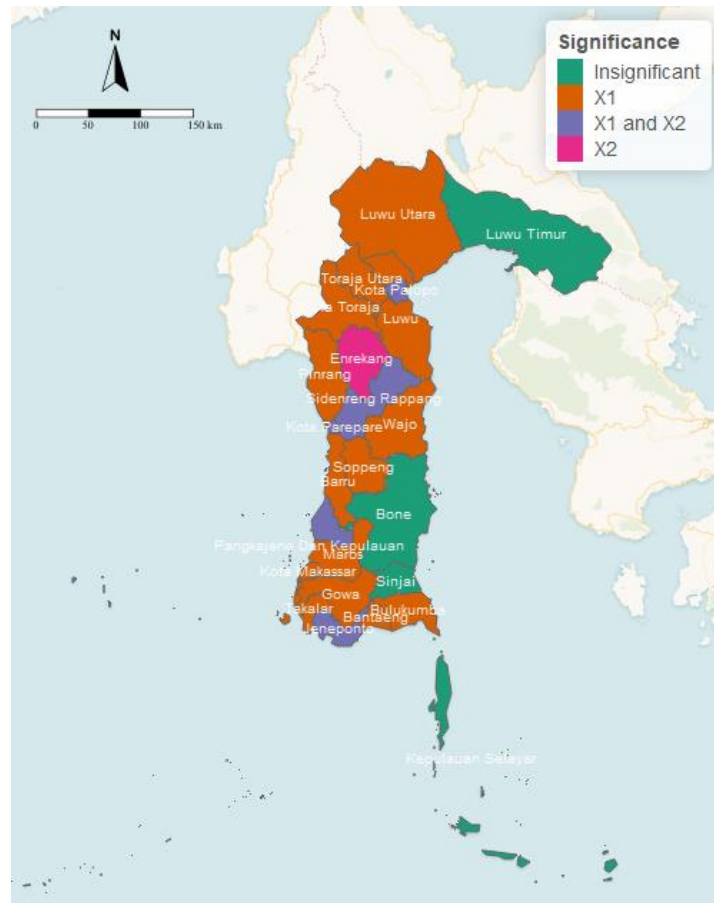 N
0 50 100 150 km
Significance
Insignificant
X1
X1 and X2
X2
Luwu Utara
Luwu Timur
Toraja Utara
Kota Palopo
a Toraja
Luwu
Enrekang
Pinrang
Sidenreng Rappang
Kota Parepare
Wajo
Soppeng
Barru
Bone
Pangkajene Dan Kepulauan
Maros
Kota Makassar
Sinjai
Gowa
Takalar
Bulukumba
Bantaeng
Jeneponto
Kepulauan Selayar